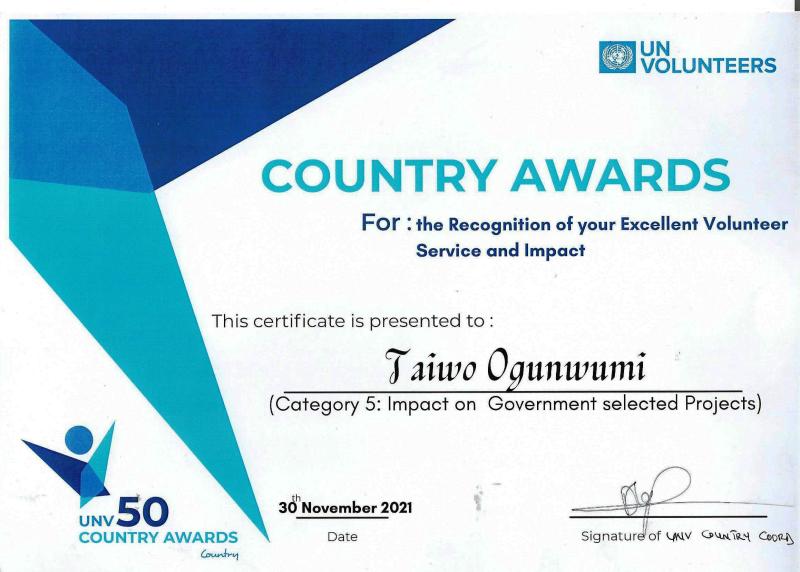 UN
VOLUNTEERS
COUNTRY AWARDS
For : the Recognition of your Excellent Volunteer
Service and Impact
This certificate is presented to :
Taiwo Ogunwumi
(Category 5: Impact on Government selected Projects)
UNV 50
COUNTRY AWARDS
Country
30th November 2021
Date
Signature of UNV COUNTRY COORD